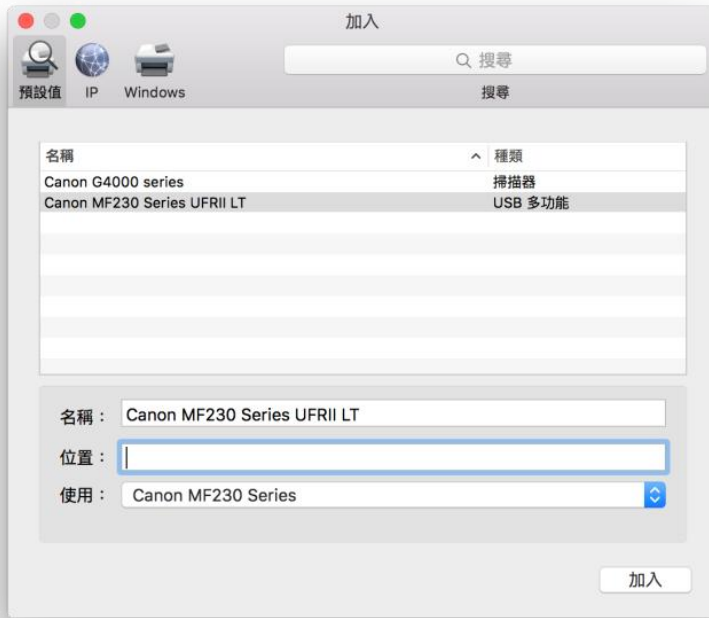 加入
搜尋
預設值 IP Windows 搜尋
名稱 種類
Canon G4000 series 掃描器
Canon MF230 Series UFRII LT USB 多功能
名稱： Canon MF230 Series UFRII LT
位置：
使用： Canon MF230 Series
加入